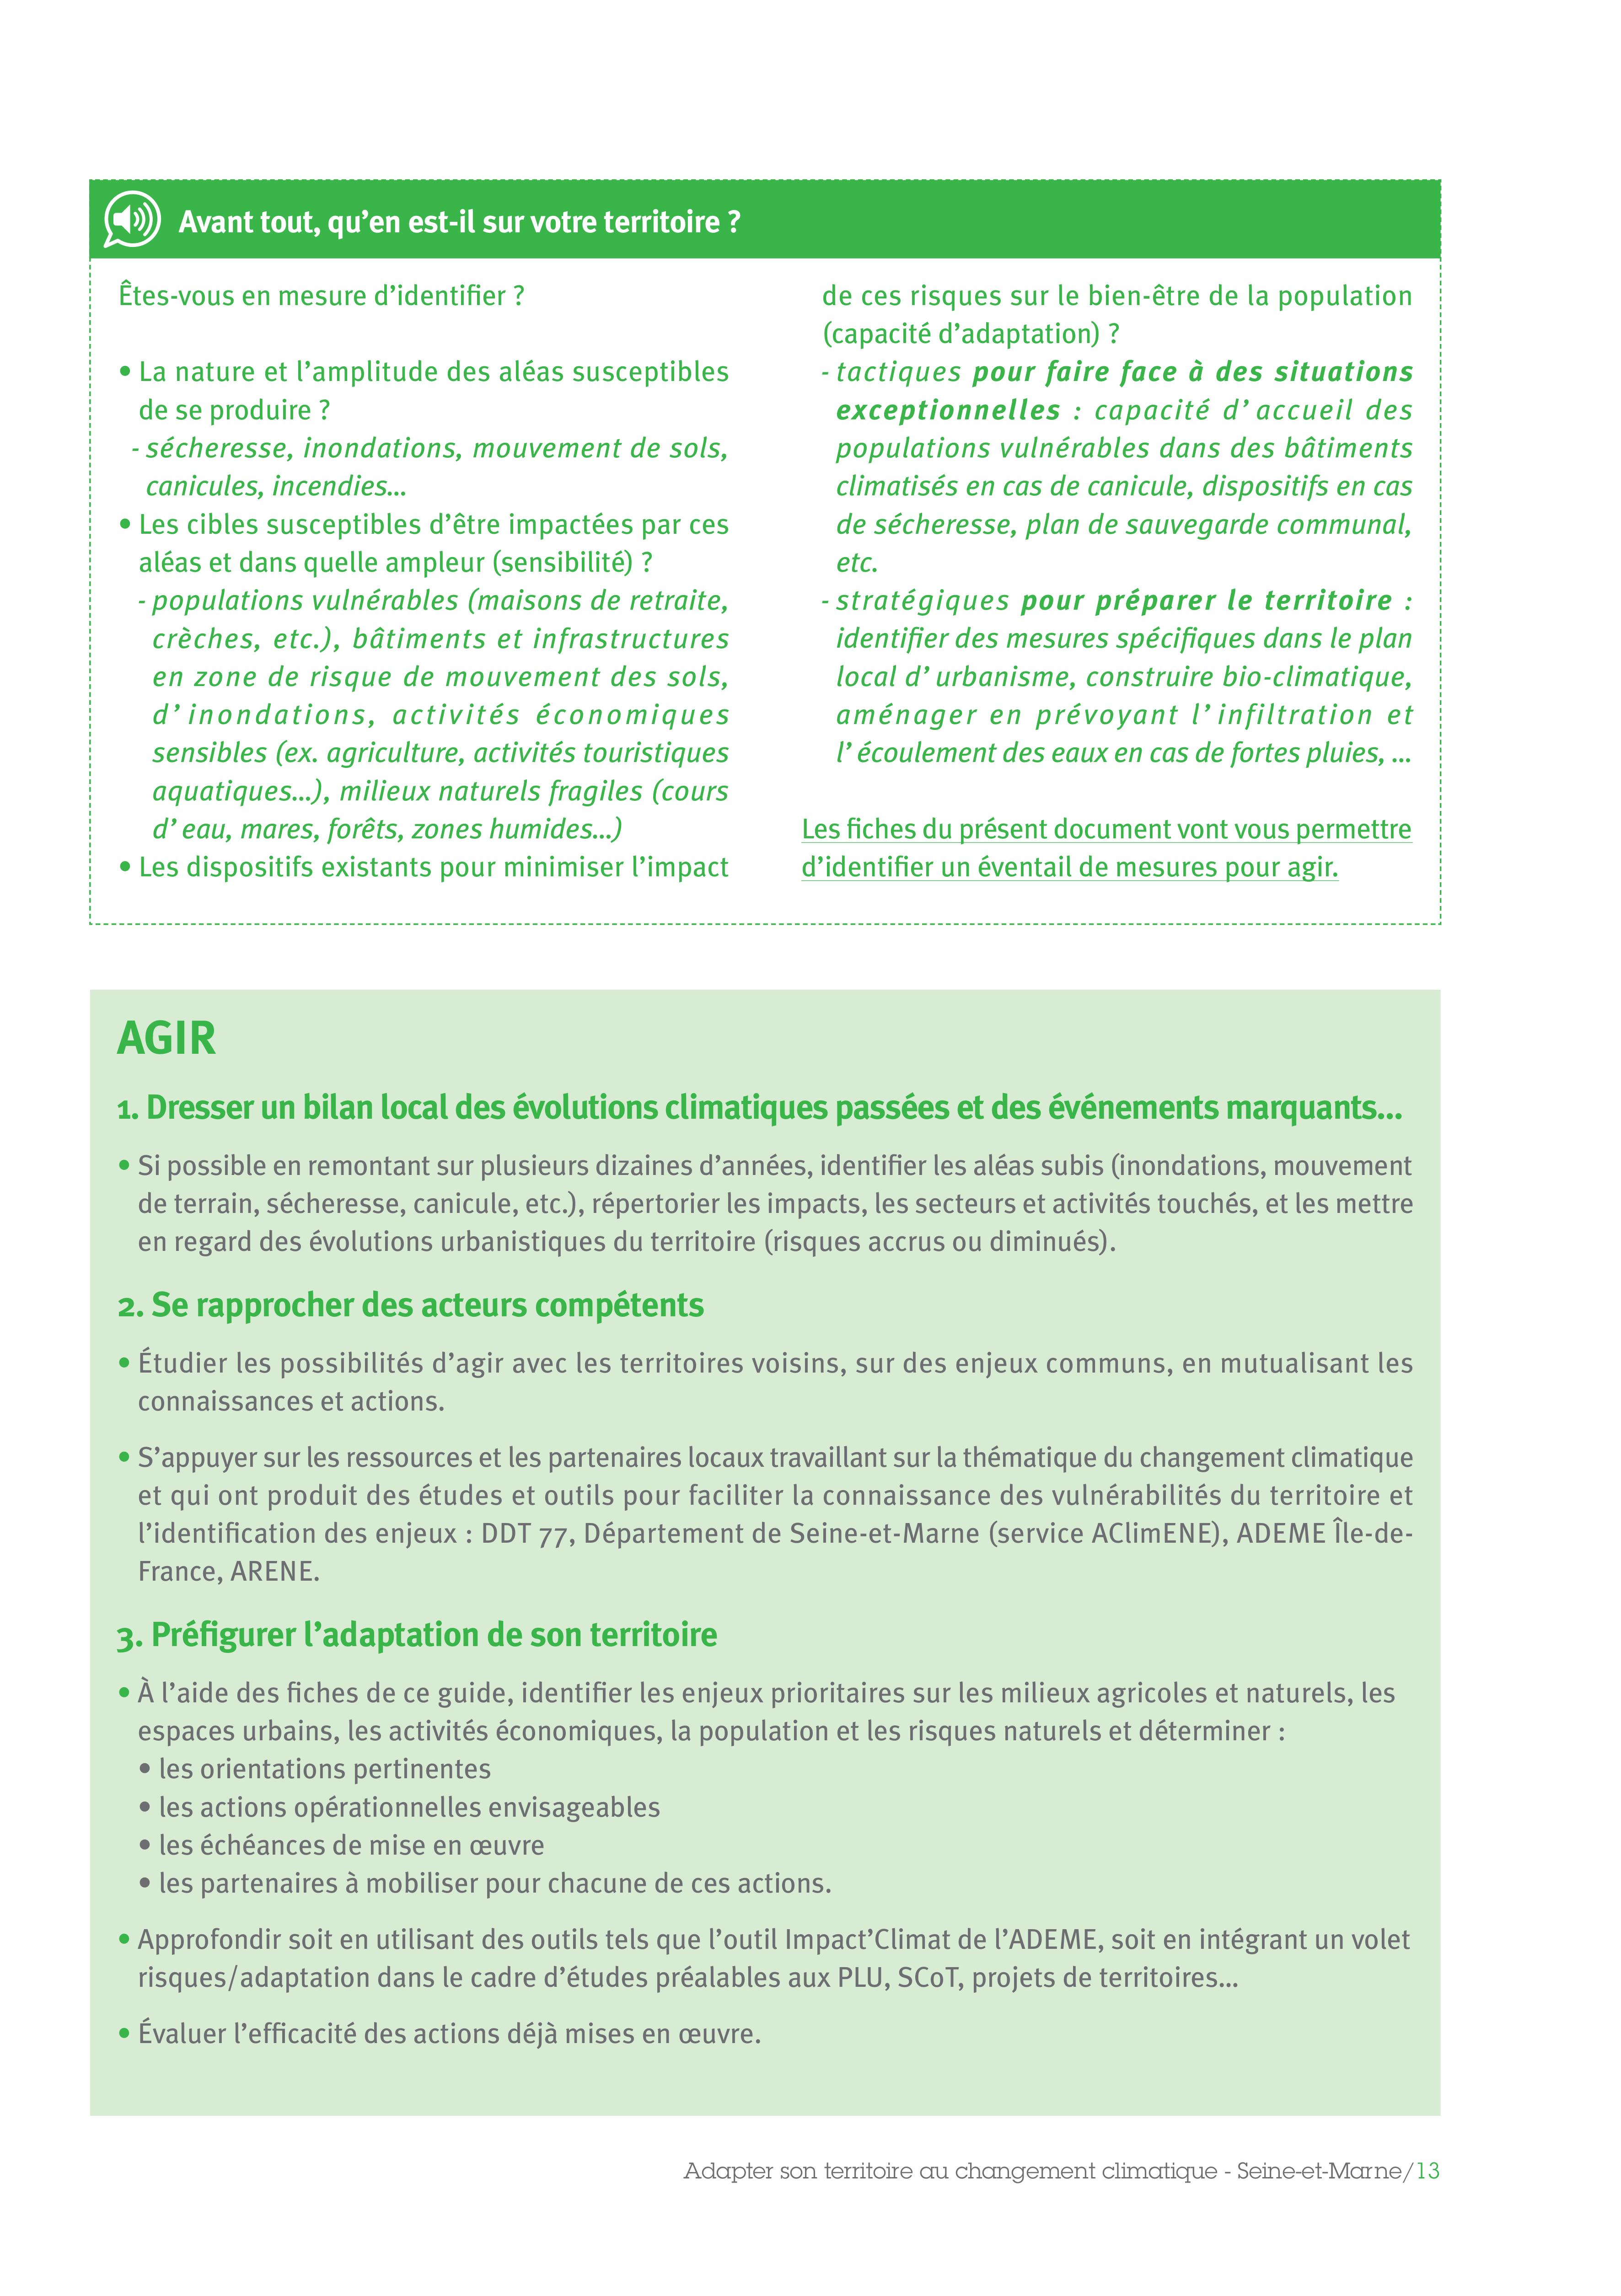 Avant tout, qu’en est-il sur votre territoire ?
Êtes-vous en mesure d’identifier ?
• La nature et l’amplitude des aléas susceptibles
de se produire ?
- sécheresse, inondations, mouvement de sols,
canicules, incendies...
• Les cibles susceptibles d’être impactées par ces
aléas et dans quelle ampleur (sensibilité) ?
- populations vulnérables (maisons de retraite,
crèches, etc.), bâtiments et infrastructures
en zone de risque de mouvement des sols,
d’ inondations, activités économiques
sensibles (ex. agriculture, activités touristiques
aquatiques...), milieux naturels fragiles (cours
d’ eau, mares, forêts, zones humides...)
• Les dispositifs existants pour minimiser l’impact
de ces risques sur le bien-être de la population
(capacité d’adaptation) ?
- tactiques pour faire face à des situations
exceptionnelles : capacité d’ accueil des
populations vulnérables dans des bâtiments
climatisés en cas de canicule, dispositifs en cas
de sécheresse, plan de sauvegarde communal,
etc.
- stratégiques pour préparer le territoire :
identifier des mesures spécifiques dans le plan
local d’ urbanisme, construire bio-climatique,
aménager en prévoyant l’ infiltration et
l’ écoulement des eaux en cas de fortes pluies, ...
Les fiches du présent document vont vous permettre
d’identifier un éventail de mesures pour agir.
AGIR
1. Dresser un bilan local des évolutions climatiques passées et des événements marquants...
• Si possible en remontant sur plusieurs dizaines d’années, identifier les aléas subis (inondations, mouvement
de terrain, sécheresse, canicule, etc.), répertorier les impacts, les secteurs et activités touchés, et les mettre
en regard des évolutions urbanistiques du territoire (risques accrus ou diminués).
2. Se rapprocher des acteurs compétents
• Étudier les possibilités d’agir avec les territoires voisins, sur des enjeux communs, en mutualisant les
connaissances et actions.
• S’appuyer sur les ressources et les partenaires locaux travaillant sur la thématique du changement climatique
et qui ont produit des études et outils pour faciliter la connaissance des vulnérabilités du territoire et
l’identification des enjeux : DDT 77, Département de Seine-et-Marne (service AClimENE), ADEME Île-de-
France, ARENE.
3. Préfigurer l’adaptation de son territoire
• À l’aide des fiches de ce guide, identifier les enjeux prioritaires sur les milieux agricoles et naturels, les
espaces urbains, les activités économiques, la population et les risques naturels et déterminer :
• les orientations pertinentes
• les actions opérationnelles envisageables
• les échéances de mise en œuvre
• les partenaires à mobiliser pour chacune de ces actions.
• Approfondir soit en utilisant des outils tels que l’outil Impact’Climat de l’ADEME, soit en intégrant un volet
risques/adaptation dans le cadre d’études préalables aux PLU, SCoT, projets de territoires...
• Évaluer l’efficacité des actions déjà mises en œuvre.
Adapter son territoire au changement climatique - Seine-et-Marne/13